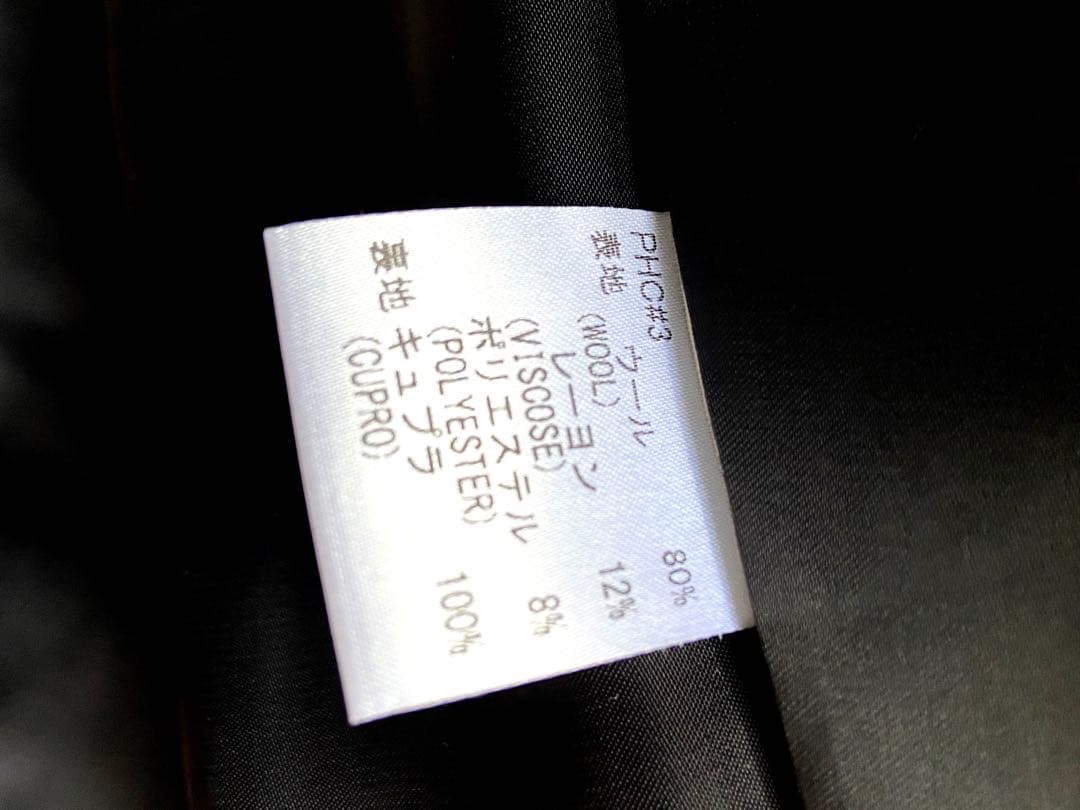 PHC#3
表地 ウール 80%
(WOOL)
レーヨン 12%
(VISCOSE)
ポリエステル 8%
(POLYESTER)
裏地 キュプラ 100%
(CUPRO)